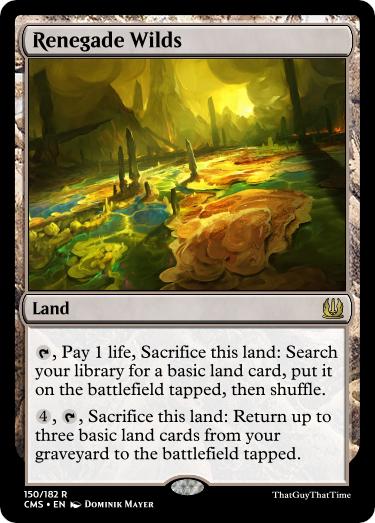 Renegade Wilds
Land
, Pay 1 life, Sacrifice this land: Search
your library for a basic land card, put it
on the battlefield tapped, then shuffle.
4 , , Sacrifice this land: Return up to
three basic land cards from your
graveyard to the battlefield tapped.
150/182 R
CMS • EN Dominik Mayer
ThatGuyThatTime